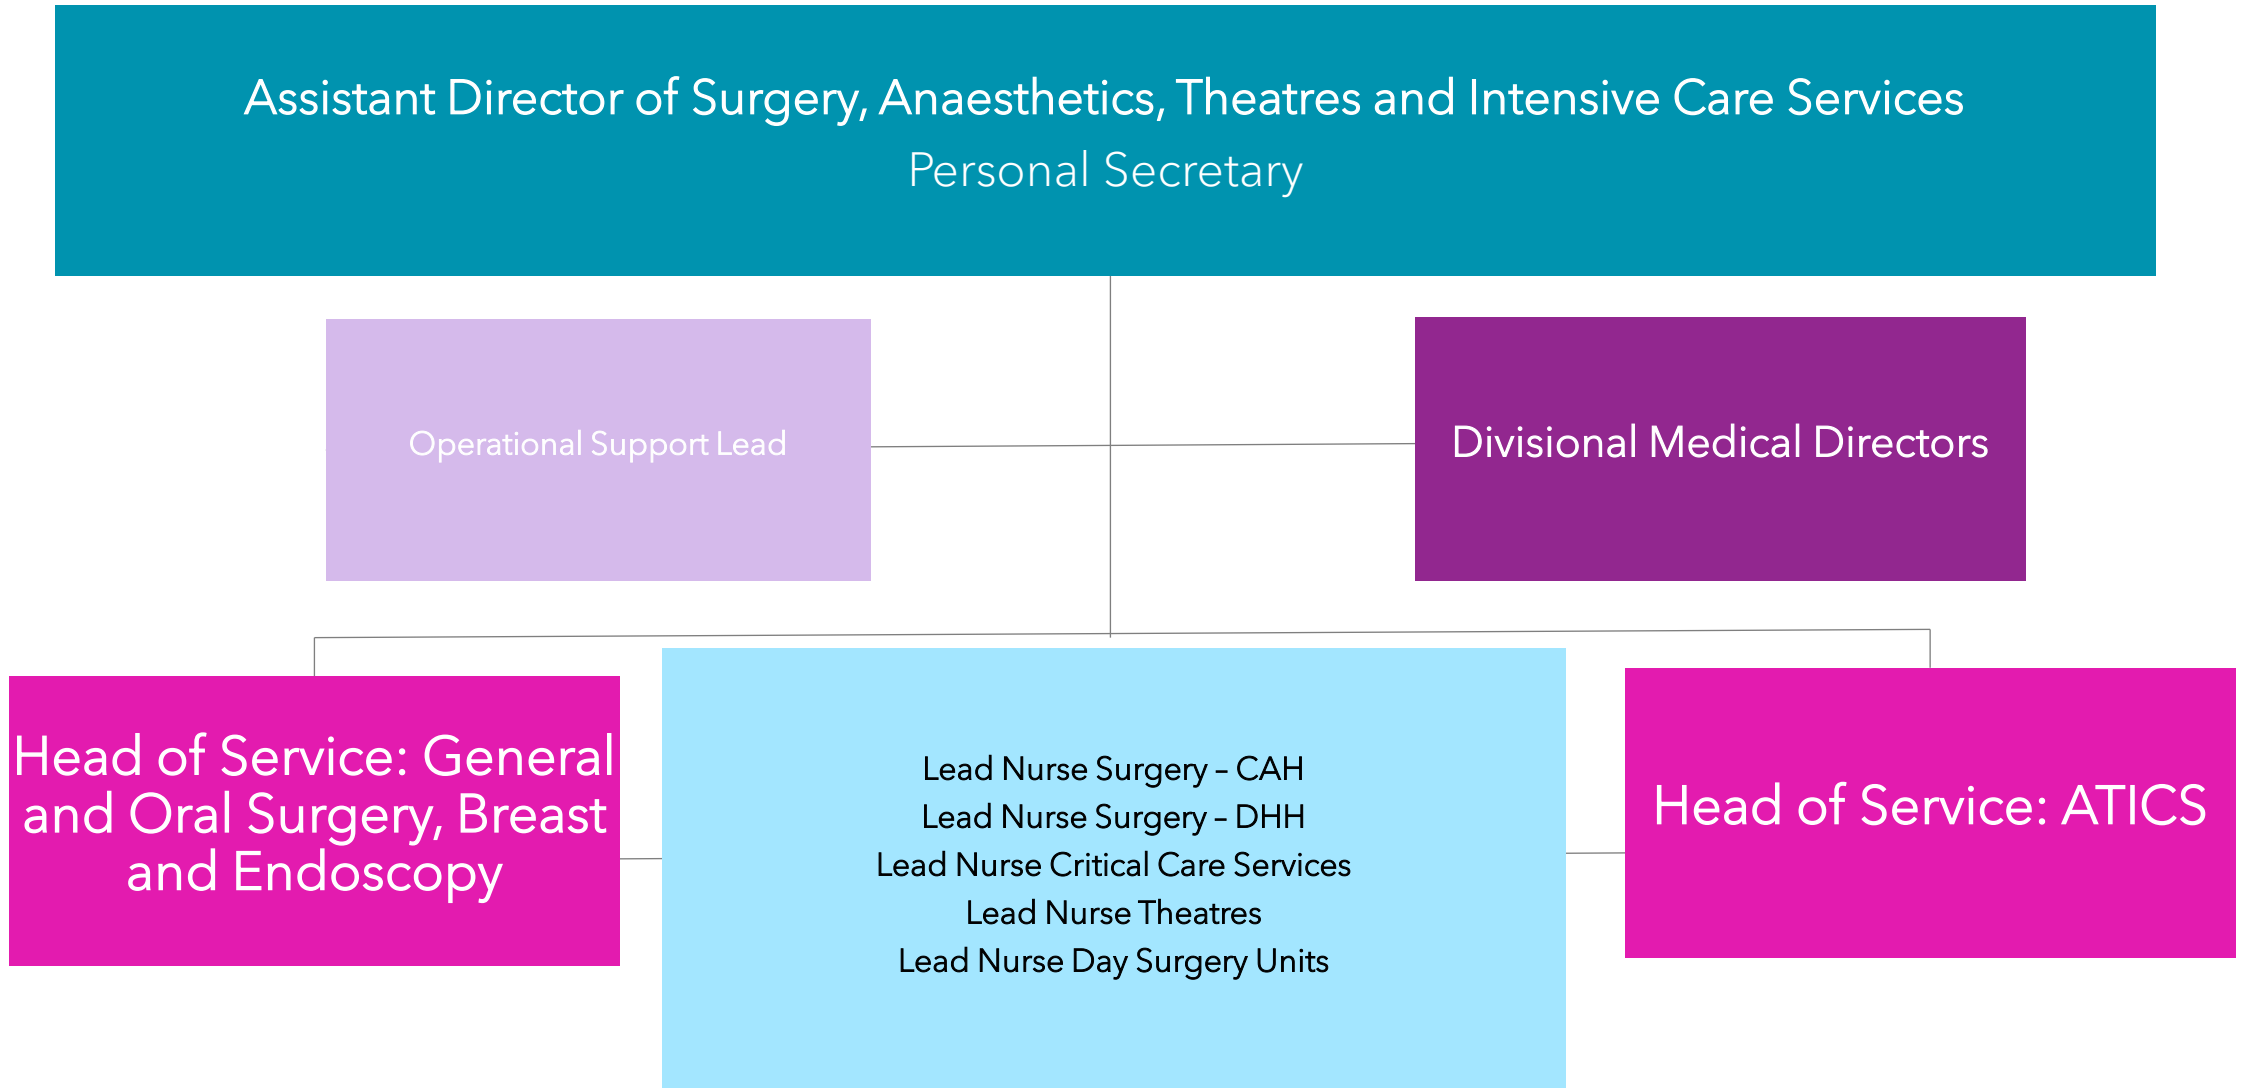 Assistant Director of Surgery, Anaesthetics, Theatres and Intensive Care Services
Personal Secretary
Operational Support Lead
Divisional Medical Directors
Head of Service: General
and Oral Surgery, Breast
and Endoscopy
Lead Nurse Surgery – CAH
Lead Nurse Surgery – DHH
Lead Nurse Critical Care Services
Lead Nurse Theatres
Lead Nurse Day Surgery Units
Head of Service: ATICS